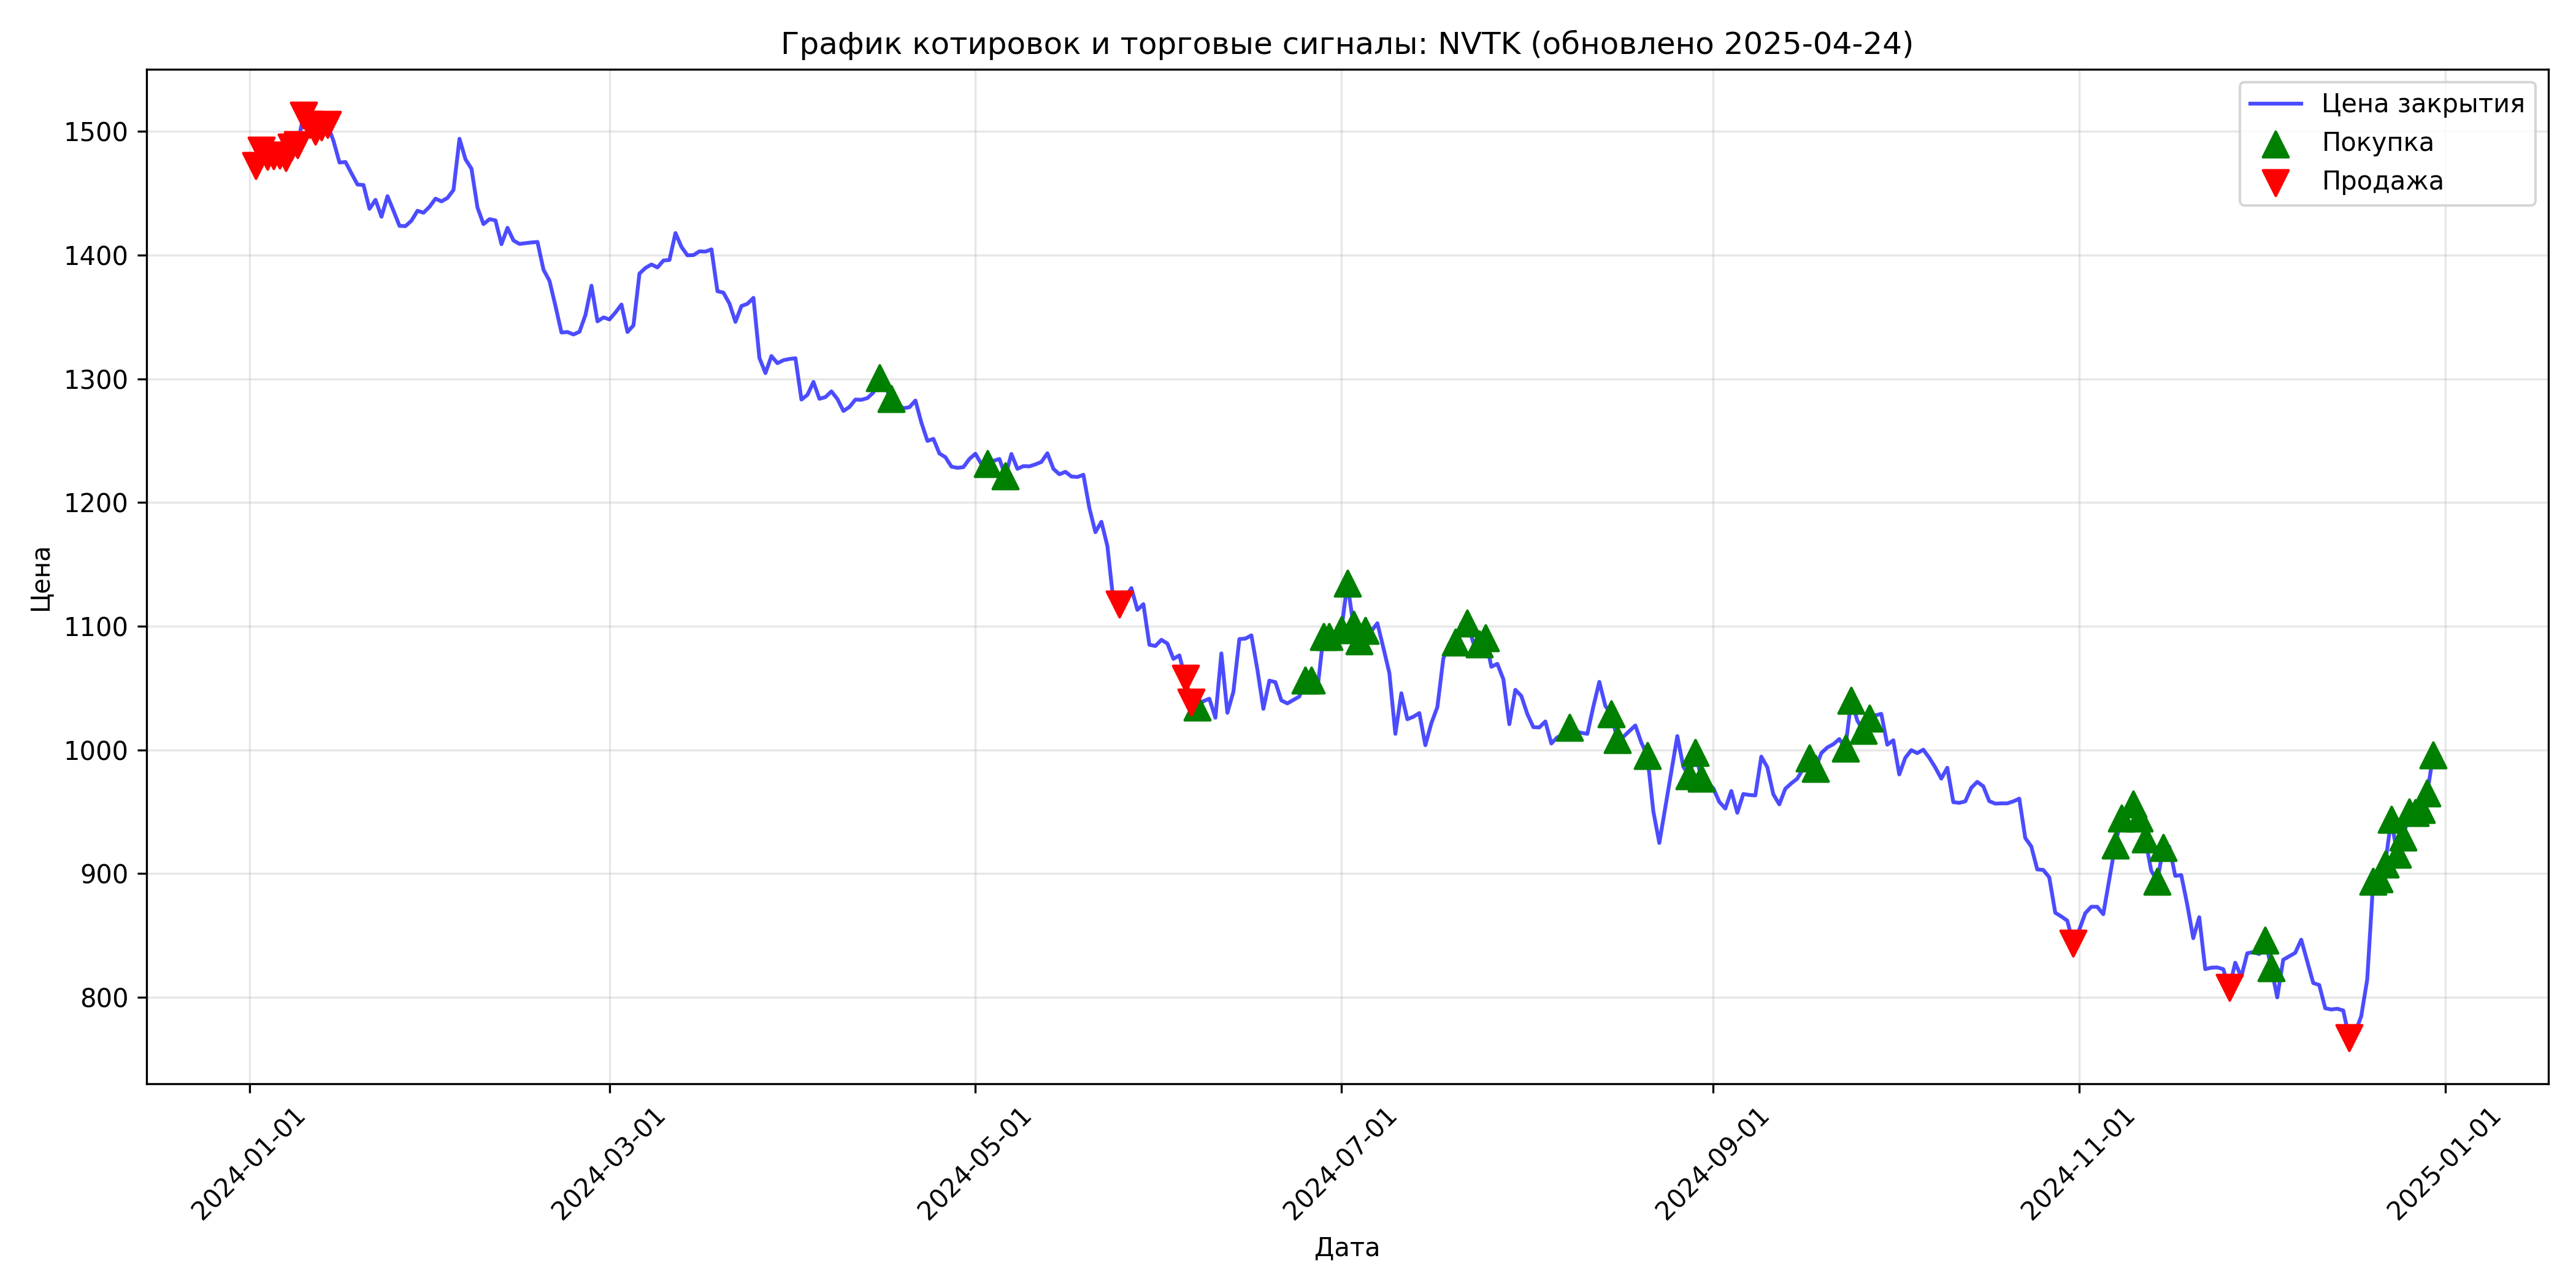 График котировок и торговые сигналы: NVTK (обновлено 2025-04-24)
Цена закрытия
Покупка
Продажа
Цена
1500
1400
1300
1200
1100
1000
900
800
2024-01-01
2024-03-01
2024-05-01
2024-07-01
2024-09-01
2024-11-01
2025-01-01
Дата